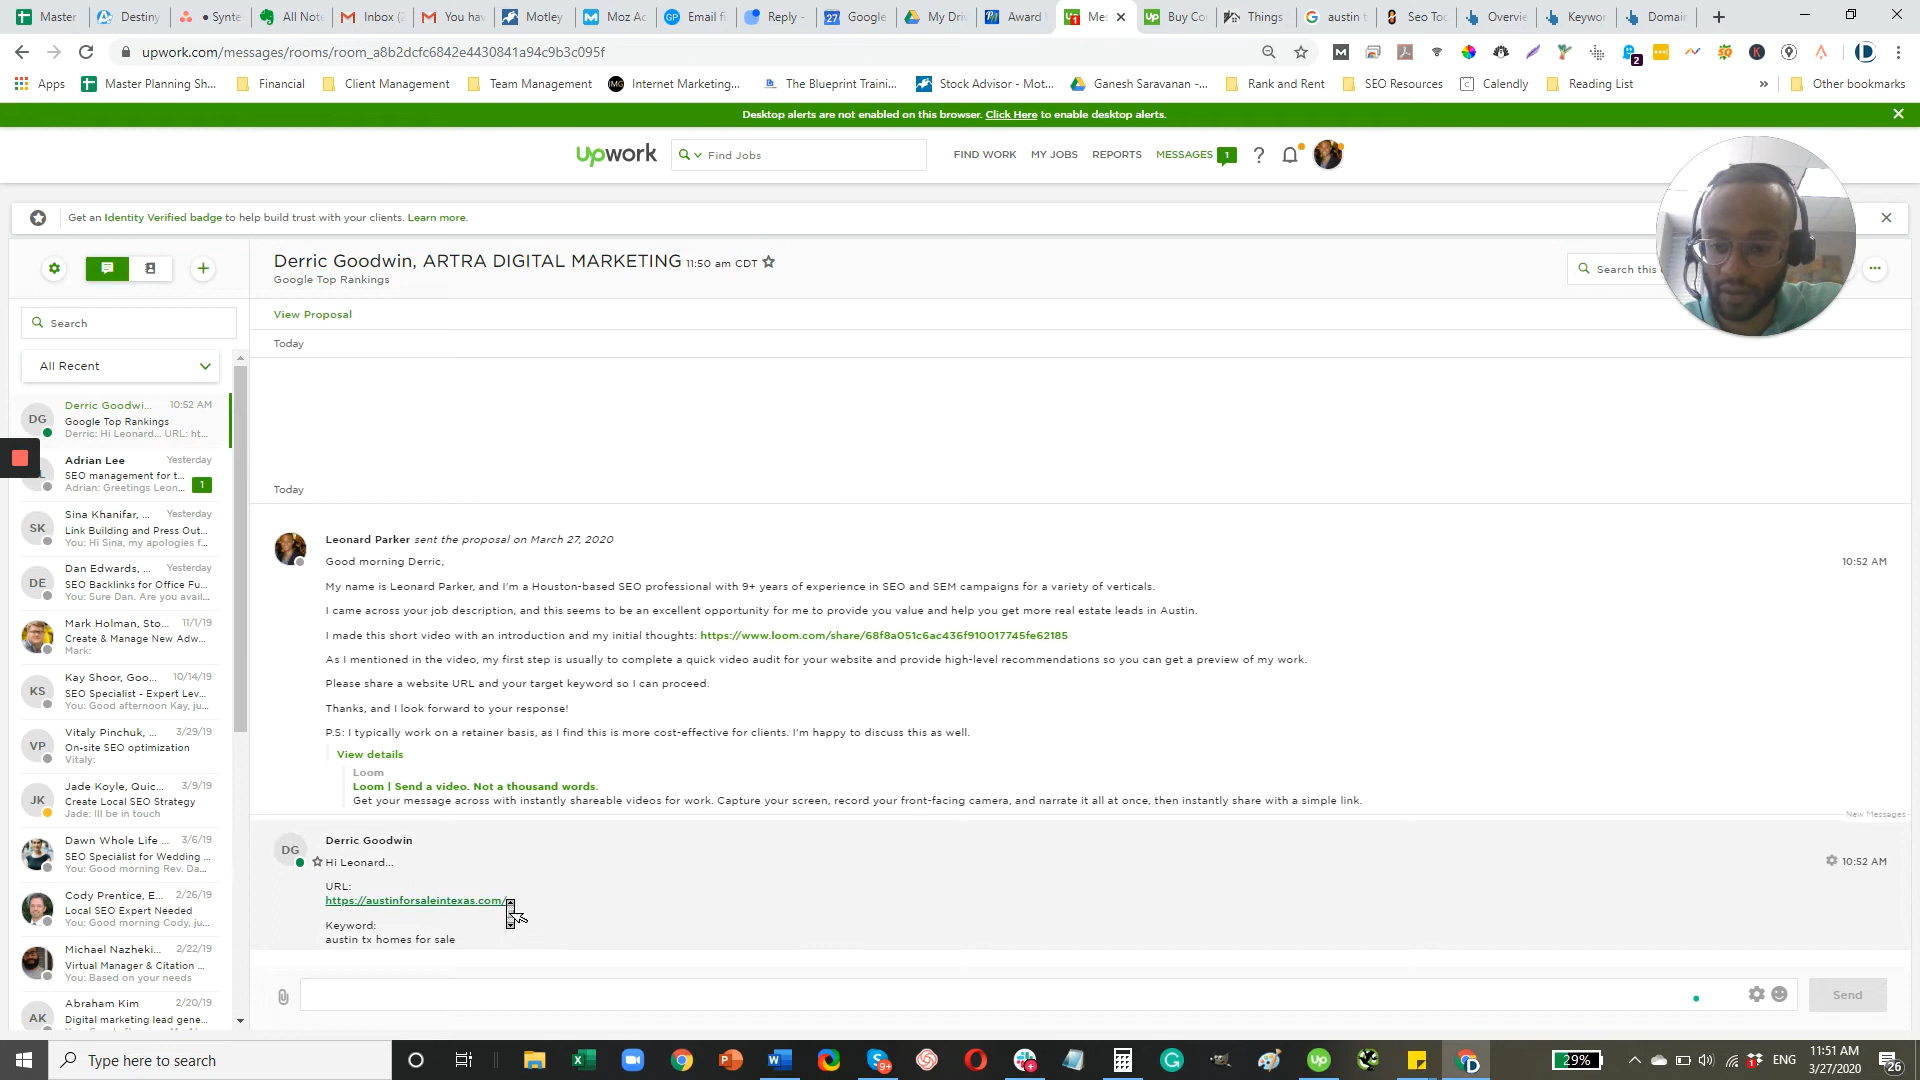 Master
Destiny
Synte
All Not
Inbox (2
You hav
Motley
Moz Ac
Email fi
Reply -
Google
My Driv
Award
Mes
Buy Co
Things
austin t
Seo Too
Overvie
Keywor
Domain
upwork.com/messages/rooms/room_a8b2dcfc6842e4430841a94c9b3c095f
Apps
Master Planning Sh...
Financial
Client Management
Team Management
Internet Marketing...
The Blueprint Traini...
Stock Advisor - Mot...
Ganesh Saravanan -...
Rank and Rent
SEO Resources
Calendly
Reading List
»
Other bookmarks
Desktop alerts are not enabled on this browser. Click Here to enable desktop alerts.
upwork
Find Jobs
FIND WORK
MY JOBS
REPORTS
MESSAGES 1
?
Get an Identity Verified badge to help build trust with your clients. Learn more.
Derric Goodwin, ARTRA DIGITAL MARKETING 11:50 am CDT
Google Top Rankings
Search this
Search
All Recent
View Proposal
Today
Today
DG
Derric Goodwi... 10:52 AM
Google Top Rankings
Derric: Hi Leonard... URL: ht...
Adrian Lee Yesterday
SEO management for t...
Adrian: Greetings Leon... 1
SK
Sina Khanifar, ... Yesterday
Link Building and Press Out...
You: Hi Sina, my apologies f...
DE
Dan Edwards, ... Yesterday
SEO Backlinks for Office Fu...
You: Sure Dan. Are you avail...
Mark Holman, Sto... 11/1/19
Create & Manage New Adw...
Mark:
KS
Kay Shoor, Goo... 10/14/19
SEO Specialist - Expert Lev...
You: Good afternoon Kay, ju...
VP
Vitaly Pinchuk, ... 3/29/19
On-site SEO optimization
Vitaly:
JK
Jade Koyle, Quic... 3/9/19
Create Local SEO Strategy
Jade: Ill be in touch
Dawn Whole Life ... 3/6/19
SEO Specialist for Wedding ...
You: Good morning Rev. Da...
Cody Prentice, E... 2/26/19
Local SEO Expert Needed
You: Good morning Cody, ju...
Michael Nazheki... 2/22/19
Virtual Manager & Citation ...
You: Based on your needs
AK
Abraham Kim 2/20/19
Digital marketing lead gene...
Leonard Parker sent the proposal on March 27, 2020
Good morning Derric,
10:52 AM
My name is Leonard Parker, and I'm a Houston-based SEO professional with 9+ years of experience in SEO and SEM campaigns for a variety of verticals.
I came across your job description, and this seems to be an excellent opportunity for me to provide you value and help you get more real estate leads in Austin.
I made this short video with an introduction and my initial thoughts: https://www.loom.com/share/68f8a051c6ac436f910017745fe62185
As I mentioned in the video, my first step is usually to complete a quick video audit for your website and provide high-level recommendations so you can get a preview of my work.
Please share a website URL and your target keyword so I can proceed.
Thanks, and I look forward to your response!
P.S: I typically work on a retainer basis, as I find this is more cost-effective for clients. I'm happy to discuss this as well.
View details
Loom
Loom | Send a video. Not a thousand words.
Get your message across with instantly shareable videos for work. Capture your screen, record your front-facing camera, and narrate it all at once, then instantly share with a simple link.
New Messages
DG
Derric Goodwin
Hi Leonard...
10:52 AM
URL:
https://austinforsaleintexas.com/
Keyword:
austin tx homes for sale
Send
Type here to search
29%
ENG
11:51 AM
3/27/2020
26